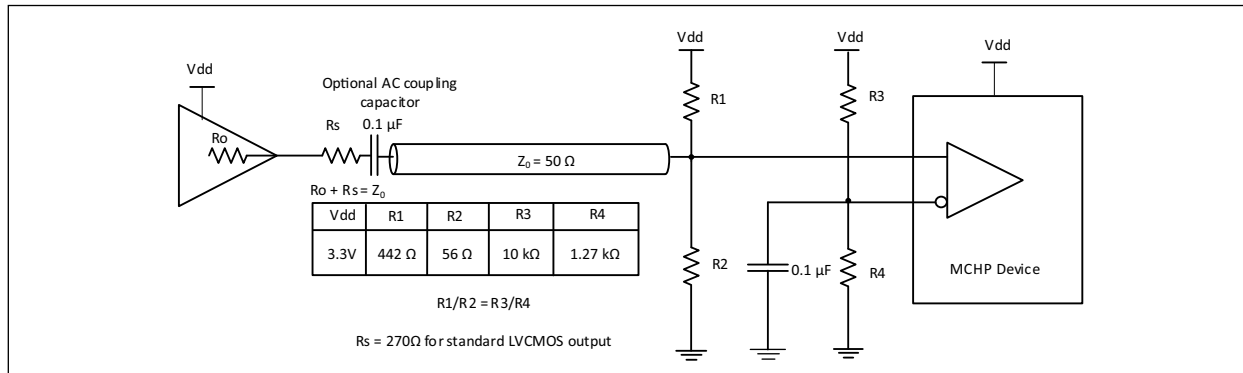 Vdd
Vdd
Vdd
Vdd
Optional AC coupling
capacitor
0.1 µF
Ro
Rs
R1
R3
Z₀ = 50 Ω
Ro + Rs = Z₀
Vdd R1 R2 R3 R4
3.3V 442 Ω 56 Ω 10 kΩ 1.27 kΩ
R2
0.1 µF
R4
MCHP Device
R1/R2 = R3/R4
Rs = 270Ω for standard LVCMOS output